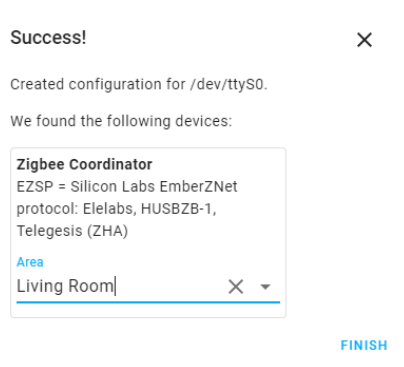 Success!
Created configuration for /dev/ttyS0.
We found the following devices:
Zigbee Coordinator
EZSP = Silicon Labs EmberZNet
protocol: Elelabs, HUSBZB-1,
Telegesis (ZHA)
Area
Living Room
FINISH